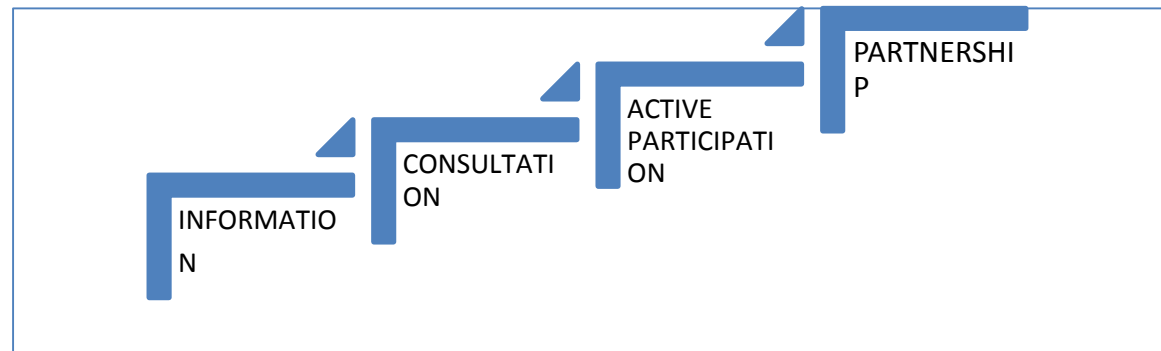 INFORMATIO
N
CONSULTATI
ON
ACTIVE
PARTICIPATI
ON
PARTNERSHI
P